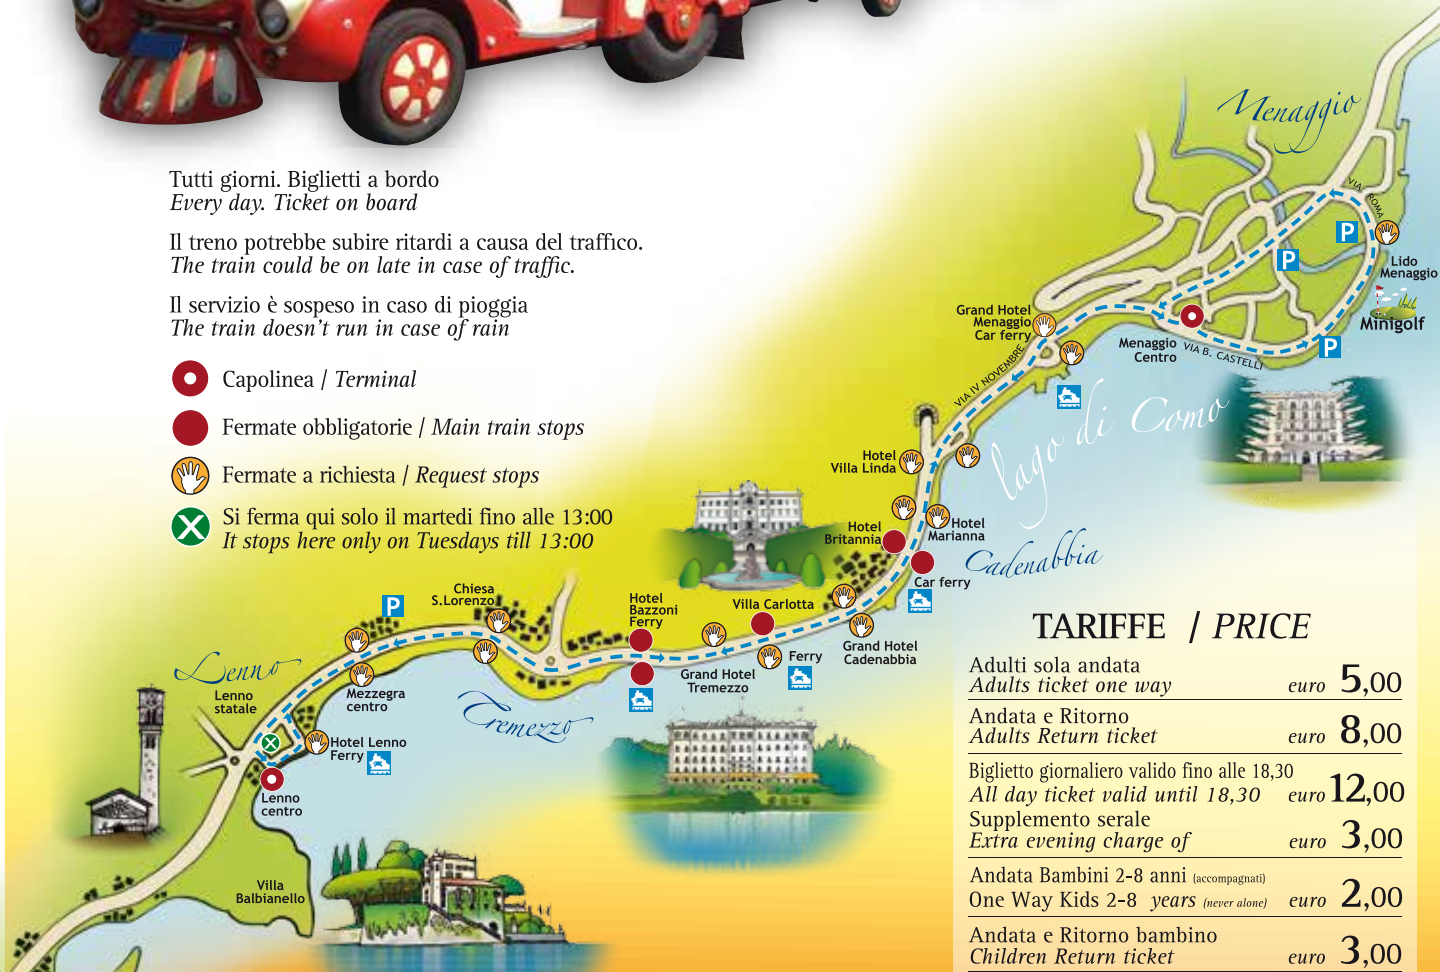 Tutti giorni. Biglietti a bordo
Every day. Ticket on board
Il treno potrebbe subire ritardi a causa del traffico.
The train could be on late in case of traffic.
Il servizio è sospeso in caso di pioggia
The train doesn't run in case of rain
Capolinea / Terminal
Fermate obbligatorie / Main train stops
Fermate a richiesta / Request stops
Si ferma qui solo il martedi fino alle 13:00
It stops here only on Tuesdays till 13:00
Menaggio
VIA ROMA
P
P
Lido
Menaggio
Minigolf
P
Grand Hotel
Menaggio
Car ferry
Menaggio
Centro
VIA B. CASTELLI
VIA IV NOVEMBRE
lago di Como
Hotel
Villa Linda
Hotel
Marianna
Hotel
Britannia
Cadenabbia
Car ferry
Chiesa
S.Lorenzo
P
Hotel
Bazzoni
Ferry
Villa Carlotta
Grand Hotel
Cadenabbia
Ferry
Grand Hotel
Tremezzo
Lenno
Lenno
statale
Mezzegra
centro
Tremezzo
Hotel Lenno
Ferry
Lenno
centro
Villa
Balbianello
TARIFFE / PRICE
Adulti sola andata
Adults ticket one way euro 5,00
Andata e Ritorno
Adults Return ticket euro 8,00
Biglietto giornaliero valido fino alle 18,30
All day ticket valid until 18,30 euro 12,00
Supplemento serale
Extra evening charge of euro 3,00
Andata Bambini 2-8 anni (accompagnati)
One Way Kids 2-8 years (never alone) euro 2,00
Andata e Ritorno bambino
Children Return ticket euro 3,00